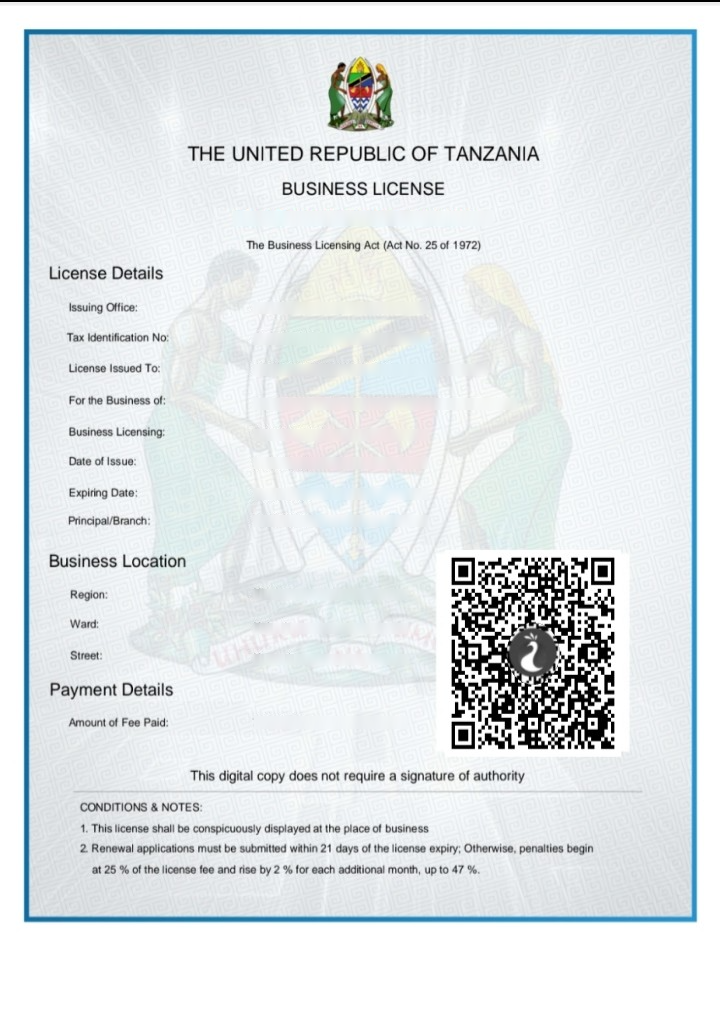 THE UNITED REPUBLIC OF TANZANIA
BUSINESS LICENSE
The Business Licensing Act (Act No. 25 of 1972)
License Details
Issuing Office:
Tax Identification No:
License Issued To:
For the Business of:
Business Licensing:
Date of Issue:
Expiring Date:
Principal/Branch:
Business Location
Region:
Ward:
Street:
Payment Details
Amount of Fee Paid:
This digital copy does not require a signature of authority
CONDITIONS & NOTES:
1. This license shall be conspicuously displayed at the place of business
2. Renewal applications must be submitted within 21 days of the license expiry; Otherwise, penalties begin
at 25 % of the license fee and rise by 2 % for each additional month, up to 47 %.